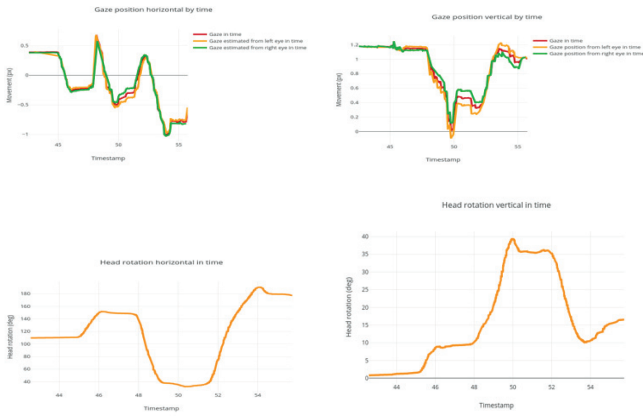 Gaze position horizontal by time
Gaze in time
Gaze estimated from left eye in time
Gaze estimated from right eye in time
Movement (px)
0.5
0
−0.5
−1
45
50
55
Timestamp
Gaze position vertical by time
Gaze in time
Gaze position from left eye in time
Gaze position from right eye in time
Movement (px)
1.2
1
0.8
0.6
0.4
0.2
0
45
50
55
Timestamp
Head rotation horizontal in time
Head rotation (deg)
180
160
140
120
100
80
60
40
44
46
48
50
52
54
Timestamp
Head rotation vertical in time
Head rotation (deg)
40
35
30
25
20
15
10
5
0
44
46
48
50
52
54
Timestamp